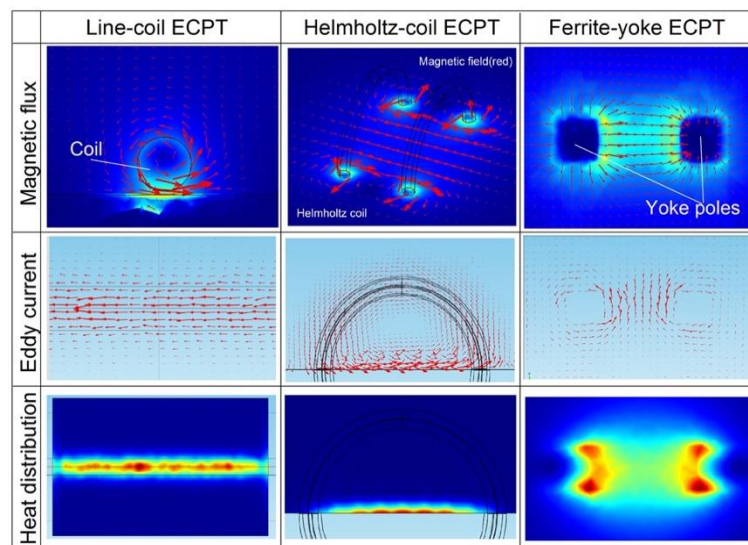 Line-coil ECPT
Helmholtz-coil ECPT
Ferrite-yoke ECPT
Magnetic flux
Coil
Magnetic field(red)
Helmholtz coil
Yoke poles
Eddy current
Heat distribution